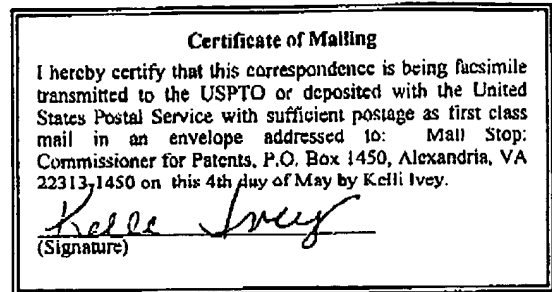 Certificate of Mailing
I hereby certify that this correspondence is being facsimile
transmitted to the USPTO or deposited with the United
States Postal Service with sufficient postage as first class
mail in an envelope addressed to: Mail Stop:
Commissioner for Patents, P.O. Box 1450, Alexandria, VA
22313-1450 on this 4th day of May by Kelli Ivey.
Kelli Ivey
(Signature)